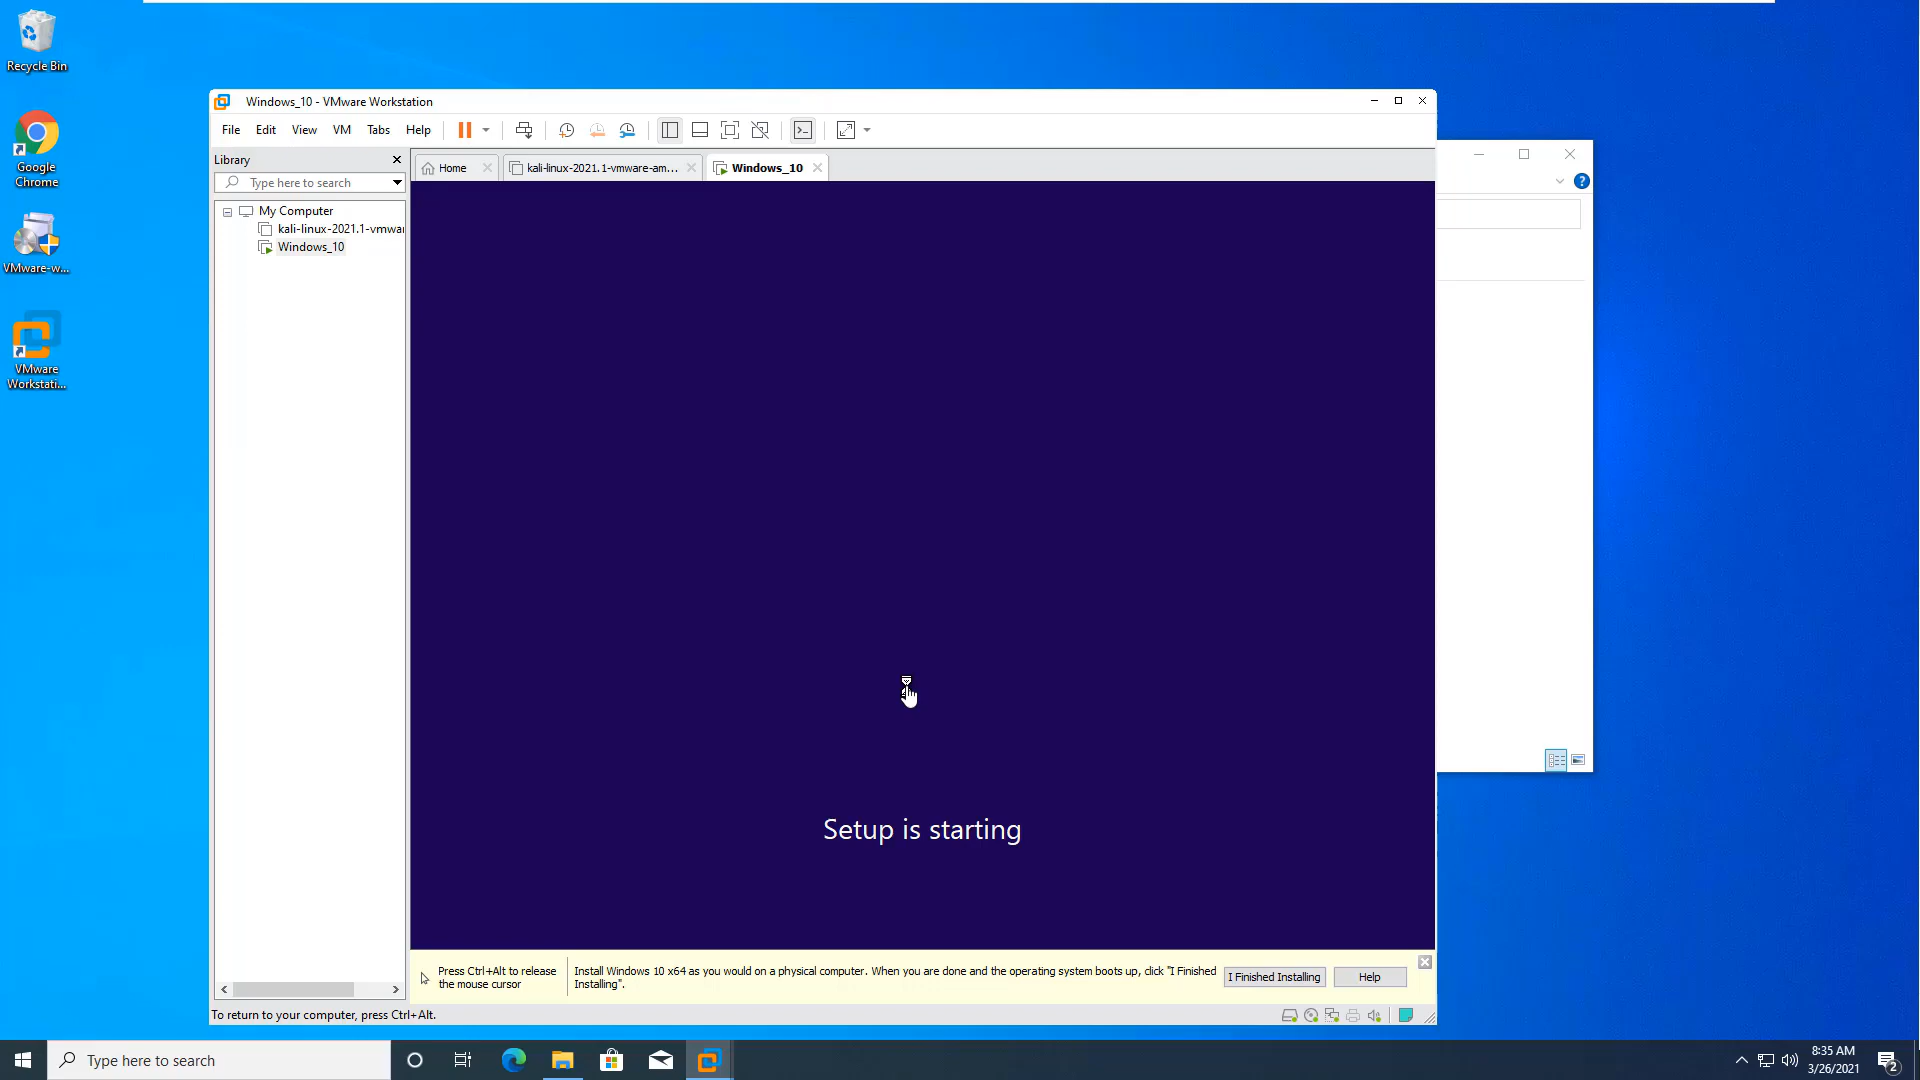 Recycle Bin
Google
Chrome
VMware-w...
VMware
Workstati...
Windows_10 - VMware Workstation
File Edit View VM Tabs Help
Library
Type here to search
My Computer
kali-linux-2021.1-vmwar
Windows_10
Home
kali-linux-2021.1-vmware-am...
Windows_10
Setup is starting
Press Ctrl+Alt to release
the mouse cursor
Install Windows 10 x64 as you would on a physical computer. When you are done and the operating system boots up, click "I Finished
Installing".
I Finished Installing
Help
To return to your computer, press Ctrl+Alt.
Type here to search
8:35 AM
3/26/2021
2